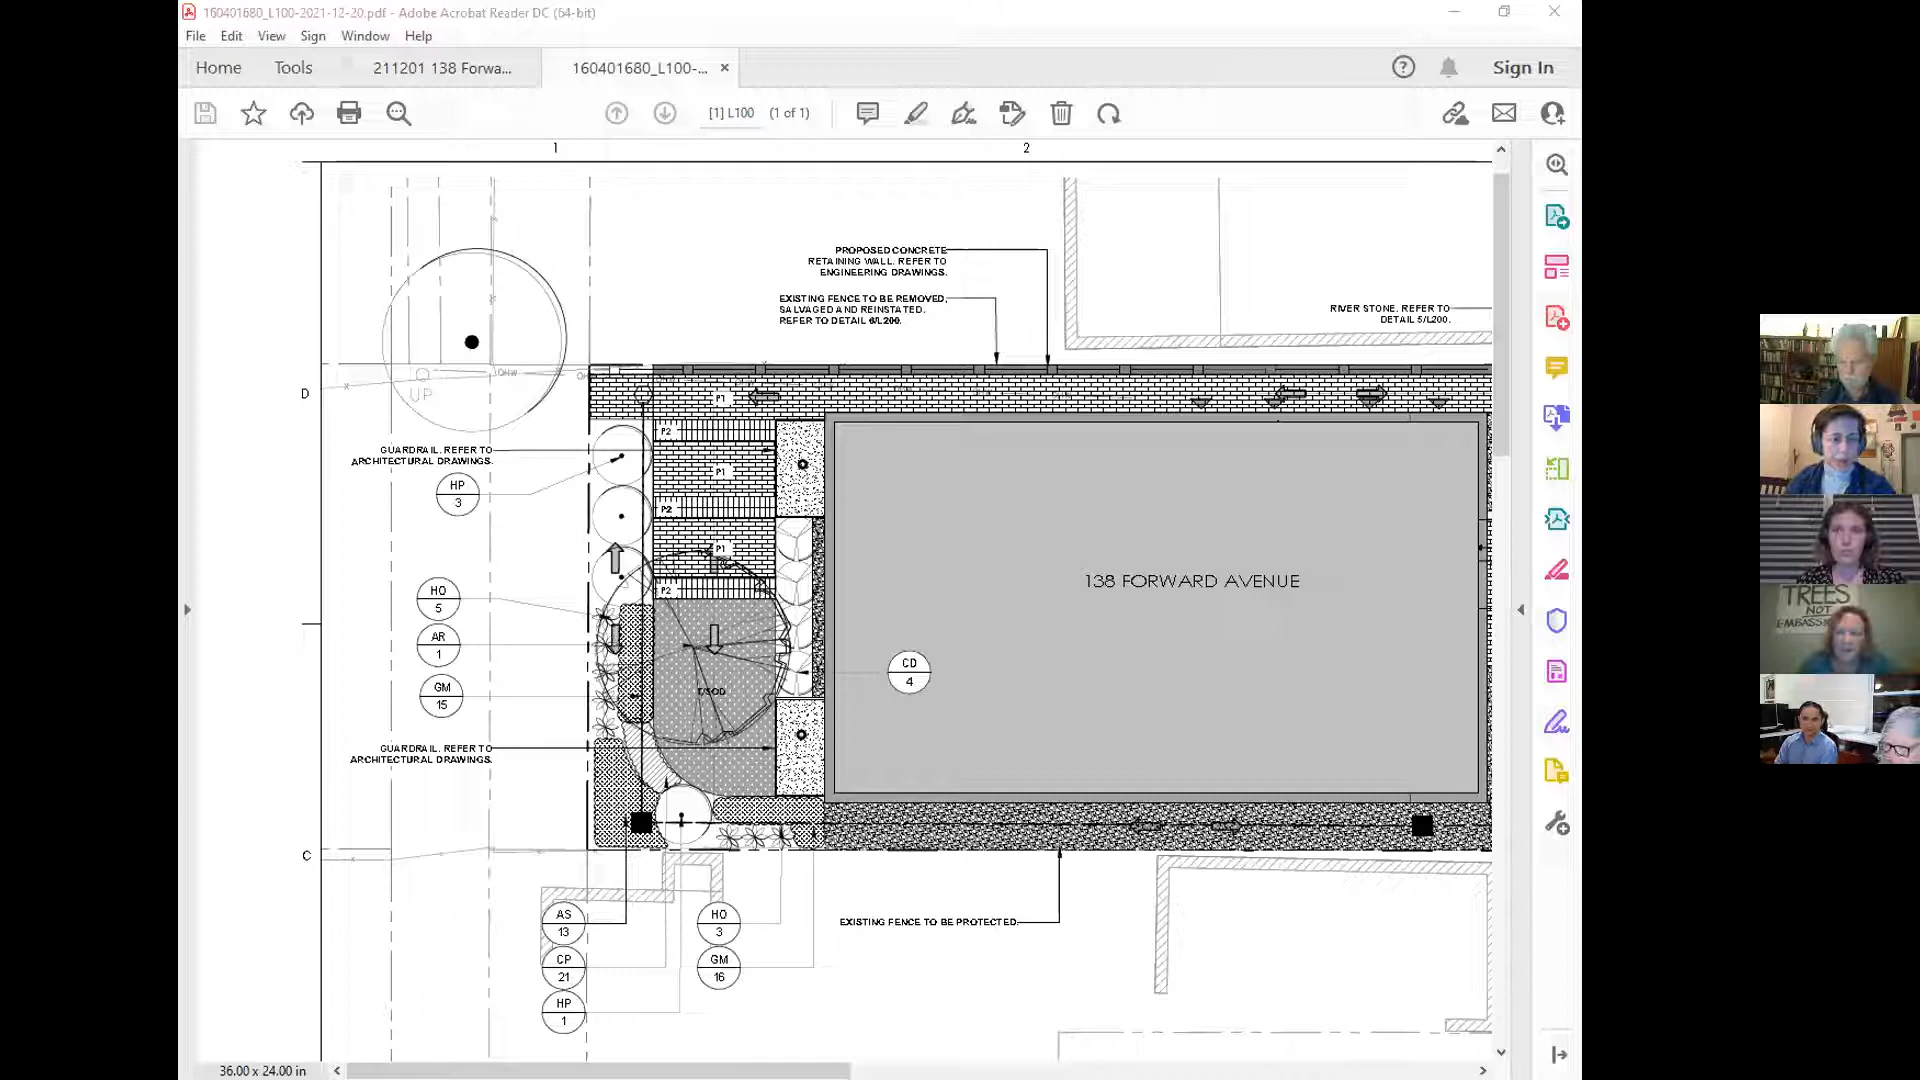 160401680_L100-2021-12-20.pdf - Adobe Acrobat Reader DC (64-bit)
File Edit View Sign Window Help
Home Tools 211201 138 Forwa... 160401680_L100-... × Sign In
[1] L100 (1 of 1)
1 2
PROPOSED CONCRETE
RETAINING WALL. REFER TO
ENGINEERING DRAWINGS.
EXISTING FENCE TO BE REMOVED,
SALVAGED AND REINSTATED.
REFER TO DETAIL 6/L200.
RIVER STONE. REFER TO
DETAIL 5/L200.
OHW
UP
D
P1
P2
GUARDRAIL. REFER TO
ARCHITECTURAL DRAWINGS.
P1
HP
3
P2
P1
138 FORWARD AVENUE
HO
5
P2
AR
1
CD
4
GM
15
T/SOD
GUARDRAIL. REFER TO
ARCHITECTURAL DRAWINGS.
C
AS
13
HO
3
EXISTING FENCE TO BE PROTECTED.
CP
21
GM
16
HP
1
36.00 x 24.00 in
TREES
NOT